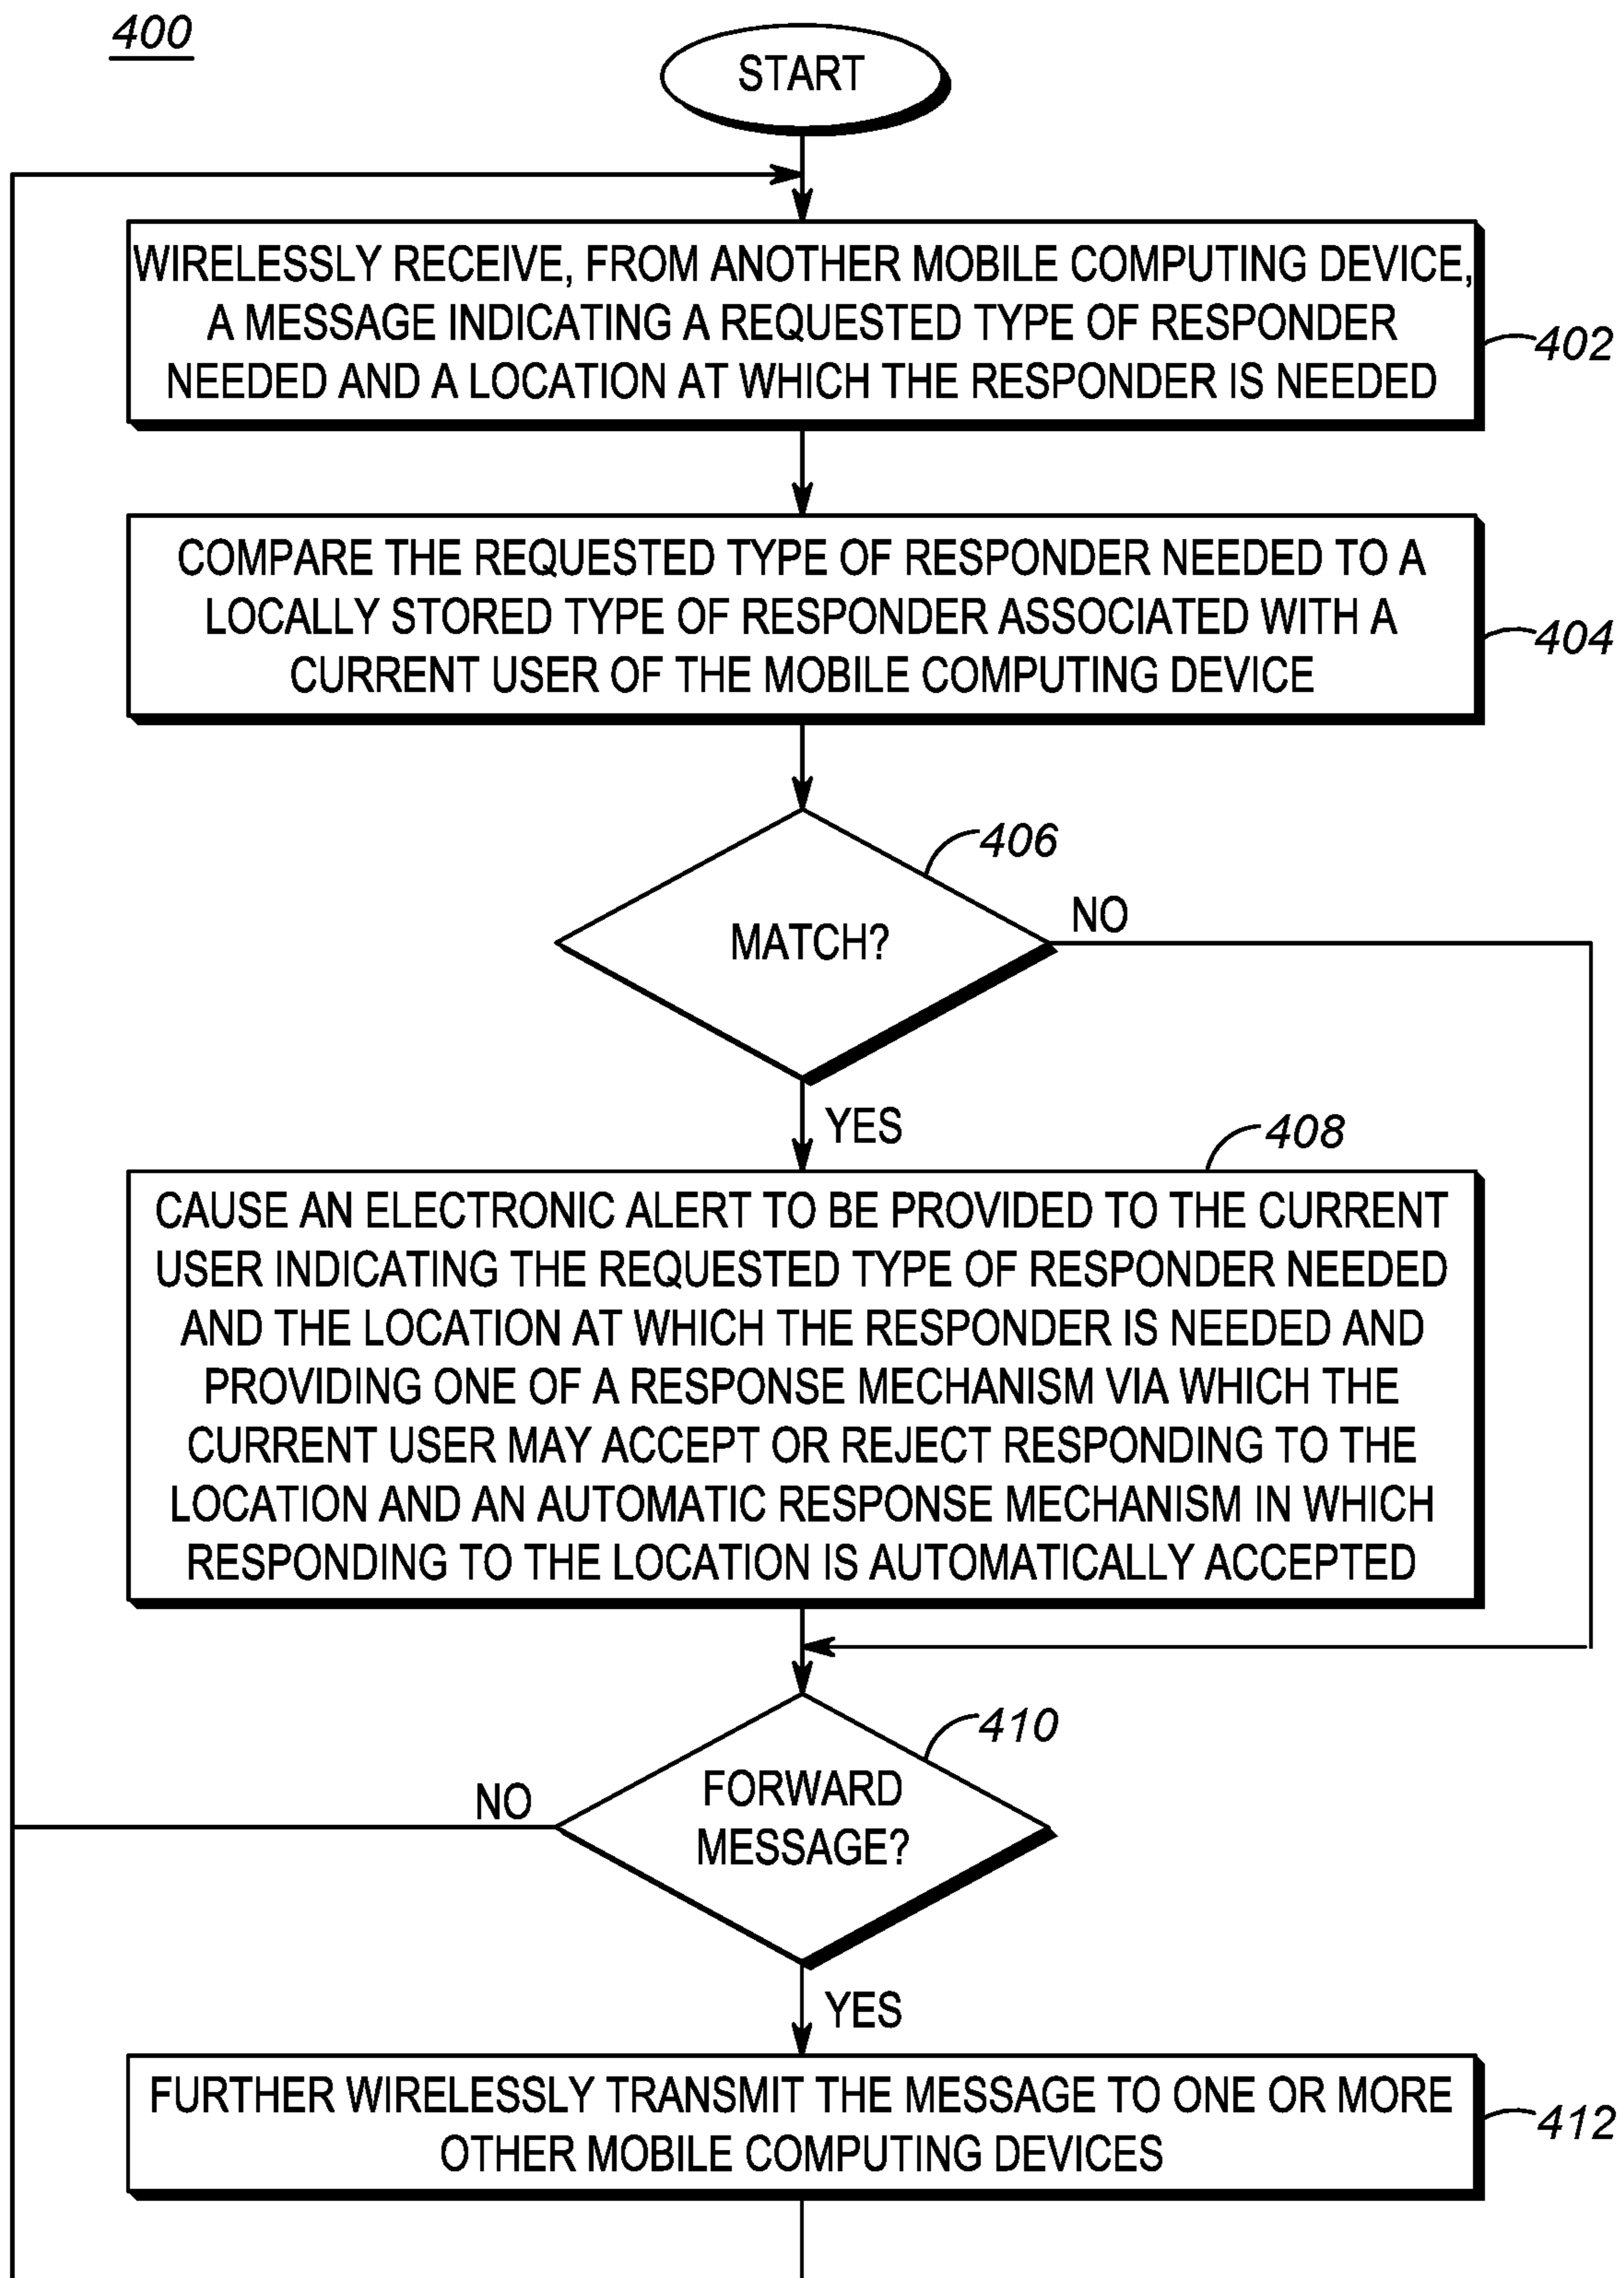 400
START
WIRELESSLY RECEIVE, FROM ANOTHER MOBILE COMPUTING DEVICE,
A MESSAGE INDICATING A REQUESTED TYPE OF RESPONDER
NEEDED AND A LOCATION AT WHICH THE RESPONDER IS NEEDED
402
COMPARE THE REQUESTED TYPE OF RESPONDER NEEDED TO A
LOCALLY STORED TYPE OF RESPONDER ASSOCIATED WITH A
CURRENT USER OF THE MOBILE COMPUTING DEVICE
404
406
MATCH?
NO
YES
408
CAUSE AN ELECTRONIC ALERT TO BE PROVIDED TO THE CURRENT
USER INDICATING THE REQUESTED TYPE OF RESPONDER NEEDED
AND THE LOCATION AT WHICH THE RESPONDER IS NEEDED AND
PROVIDING ONE OF A RESPONSE MECHANISM VIA WHICH THE
CURRENT USER MAY ACCEPT OR REJECT RESPONDING TO THE
LOCATION AND AN AUTOMATIC RESPONSE MECHANISM IN WHICH
RESPONDING TO THE LOCATION IS AUTOMATICALLY ACCEPTED
410
FORWARD
MESSAGE?
NO
YES
FURTHER WIRELESSLY TRANSMIT THE MESSAGE TO ONE OR MORE
OTHER MOBILE COMPUTING DEVICES
412